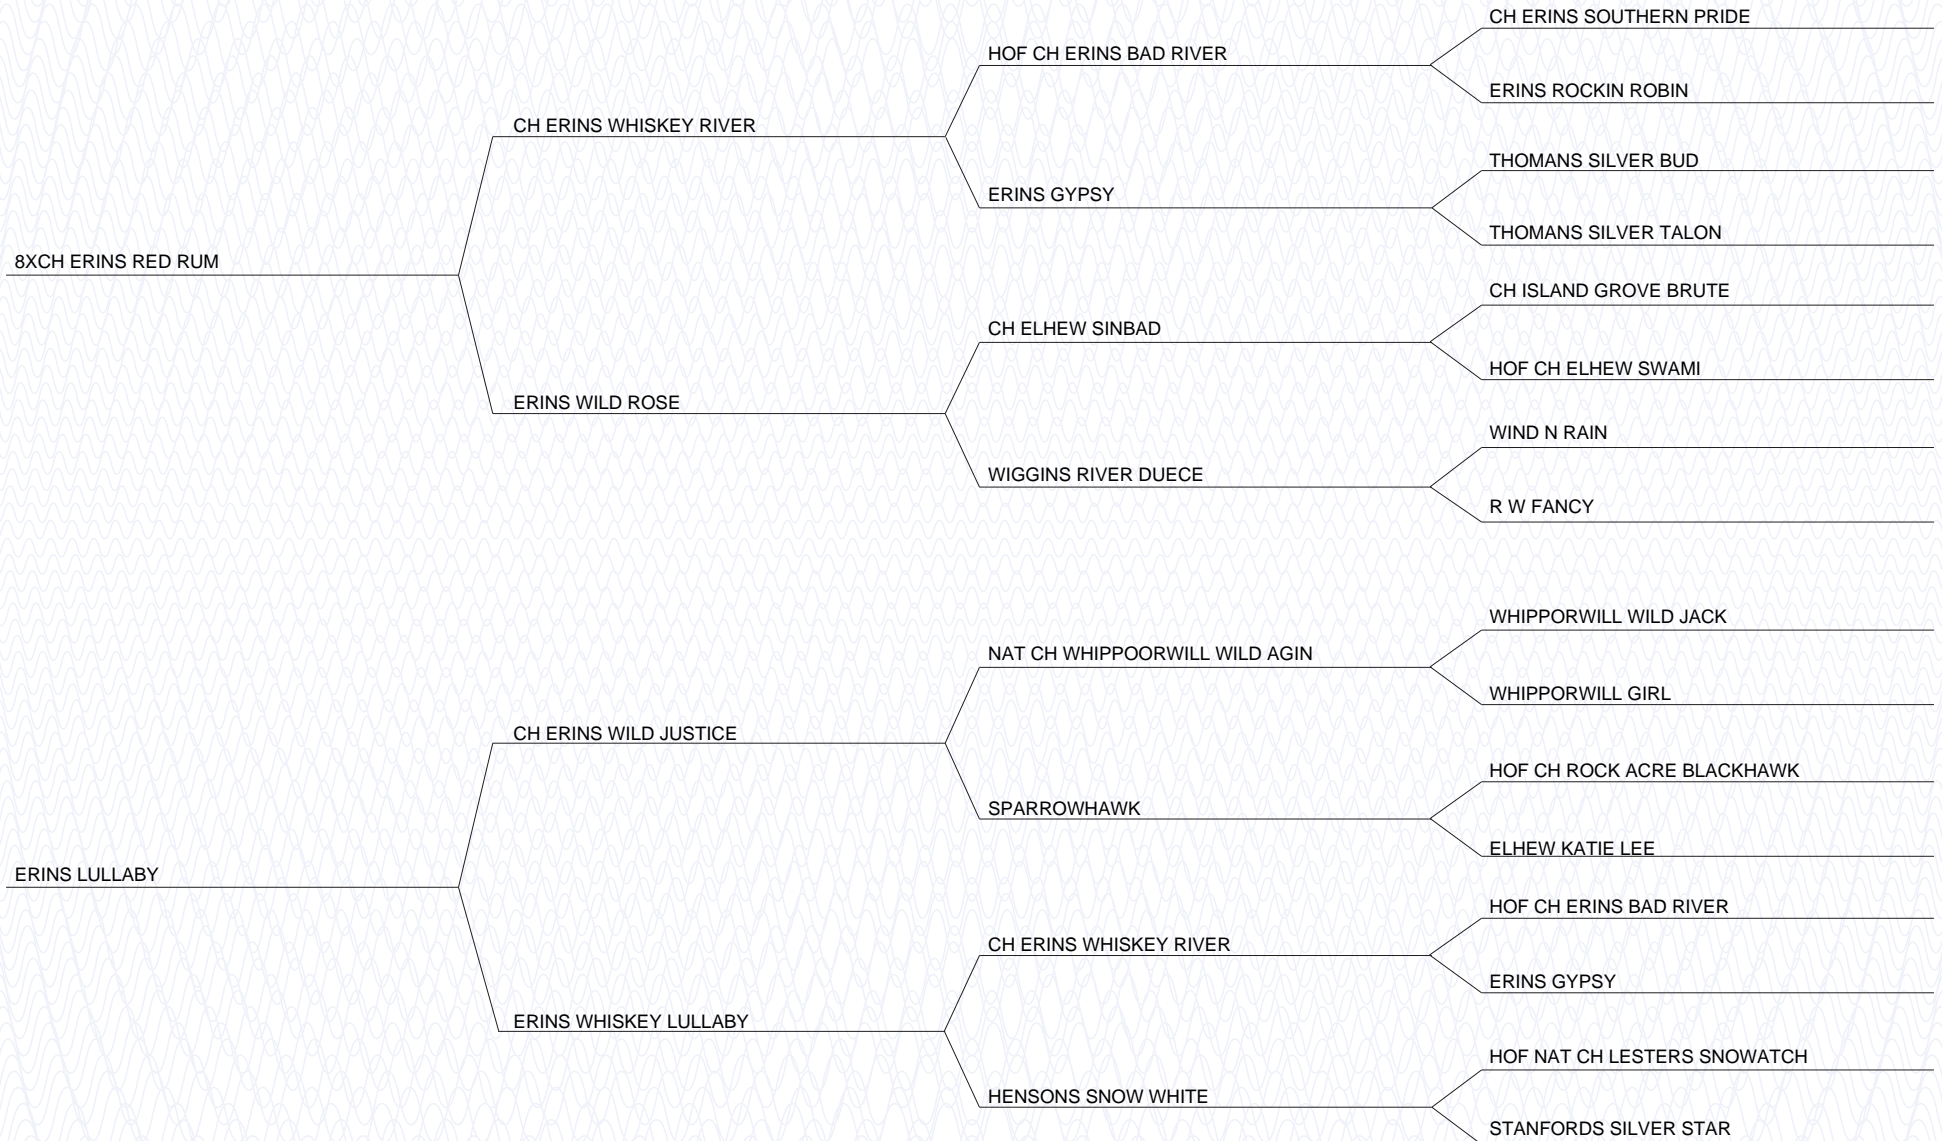 CH ERINS SOUTHERN PRIDE
HOF CH ERINS BAD RIVER
ERINS ROCKIN ROBIN
CH ERINS WHISKEY RIVER
THOMANS SILVER BUD
ERINS GYPSY
THOMANS SILVER TALON
8XCH ERINS RED RUM
CH ISLAND GROVE BRUTE
CH ELHEW SINBAD
HOF CH ELHEW SWAMI
ERINS WILD ROSE
WIND N RAIN
WIGGINS RIVER DUECE
R W FANCY
WHIPPORWILL WILD JACK
NAT CH WHIPPOORWILL WILD AGIN
WHIPPORWILL GIRL
CH ERINS WILD JUSTICE
HOF CH ROCK ACRE BLACKHAWK
SPARROWHAWK
ELHEW KATIE LEE
ERINS LULLABY
HOF CH ERINS BAD RIVER
CH ERINS WHISKEY RIVER
ERINS GYPSY
ERINS WHISKEY LULLABY
HOF NAT CH LESTERS SNOWATCH
HENSONS SNOW WHITE
STANFORDS SILVER STAR